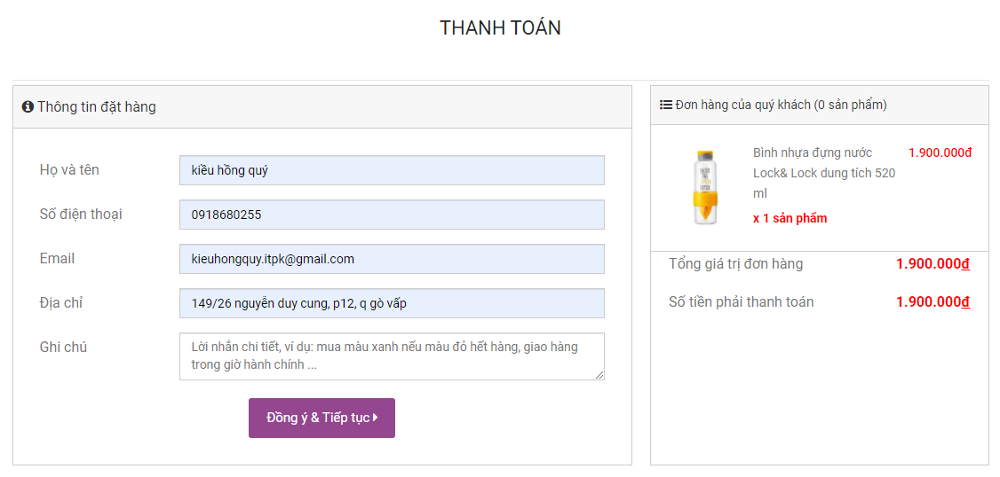 THANH TOÁN
Thông tin đặt hàng
Họ và tên
kiều hồng quý
Số điện thoại
0918680255
Email
kieuhongquy.itpk@gmail.com
Địa chỉ
149/26 nguyễn duy cung, p12, q gò vấp
Ghi chú
Lời nhắn chi tiết, ví dụ: mua màu xanh nếu màu đỏ hết hàng, giao hàng
trong giờ hành chính ...
Đồng ý & Tiếp tục
Đơn hàng của quý khách (0 sản phẩm)
Bình nhựa đựng nước 1.900.000đ
Lock& Lock dung tích 520
ml
x 1 sản phẩm
Tổng giá trị đơn hàng 1.900.000đ
Số tiền phải thanh toán 1.900.000đ